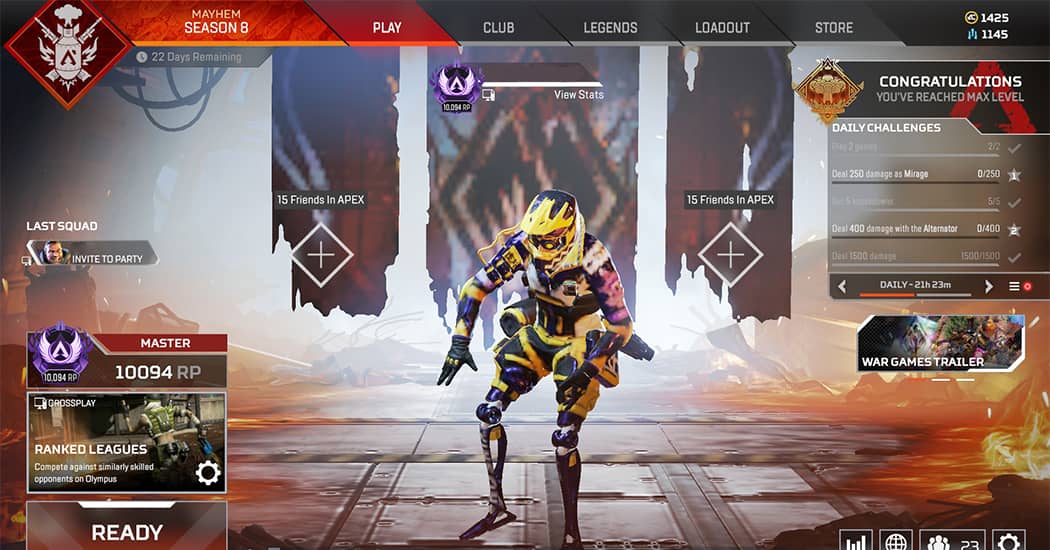 MAYHEM
SEASON 8
PLAY
CLUB
LEGENDS
LOADOUT
STORE
1425
1145
22 Days Remaining
10,094 RP
View Stats
CONGRATULATIONS
YOU'VE REACHED MAX LEVEL
DAILY CHALLENGES
Play 2 games 2/2
Deal 250 damage as Mirage 0/250
5/5
Deal 400 damage with the Alternator 0/400
Deal 1500 damage 1500/1500
DAILY - 21h 23m
15 Friends In APEX
15 Friends In APEX
LAST SQUAD
INVITE TO PARTY
WAR GAMES TRAILER
MASTER
10,094 RP
10094 RP
CROSSPLAY
RANKED LEAGUES
Compete against similarly skilled
opponents on Olympus
READY
23